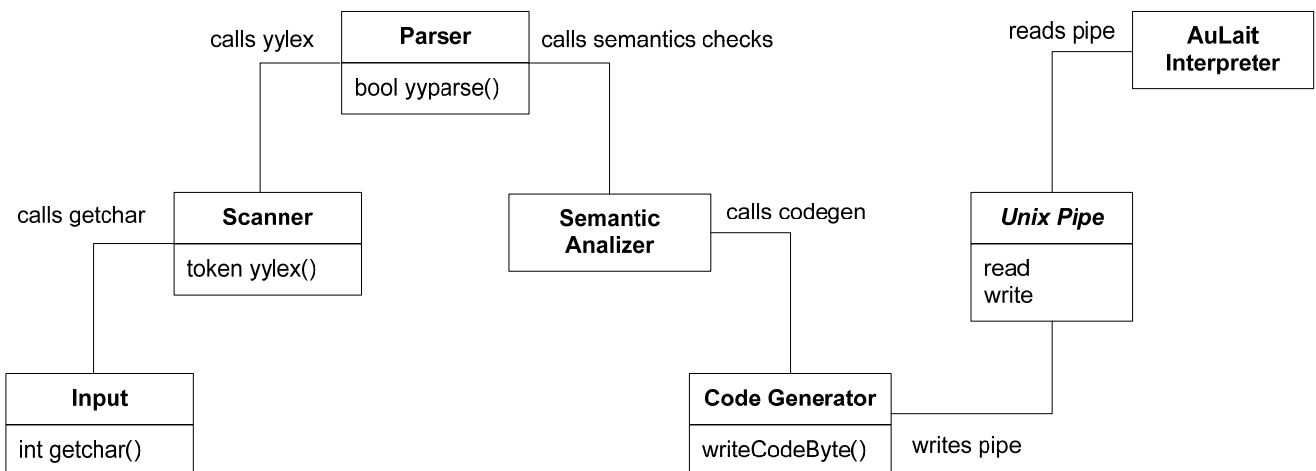 calls yylex
Parser
bool yyparse()
calls semantics checks
reads pipe
AuLait
Interpreter
calls getchar
Scanner
token yylex()
Semantic
Analizer
calls codegen
Unix Pipe
read
write
Input
int getchar()
Code Generator
writeCodeByte()
writes pipe